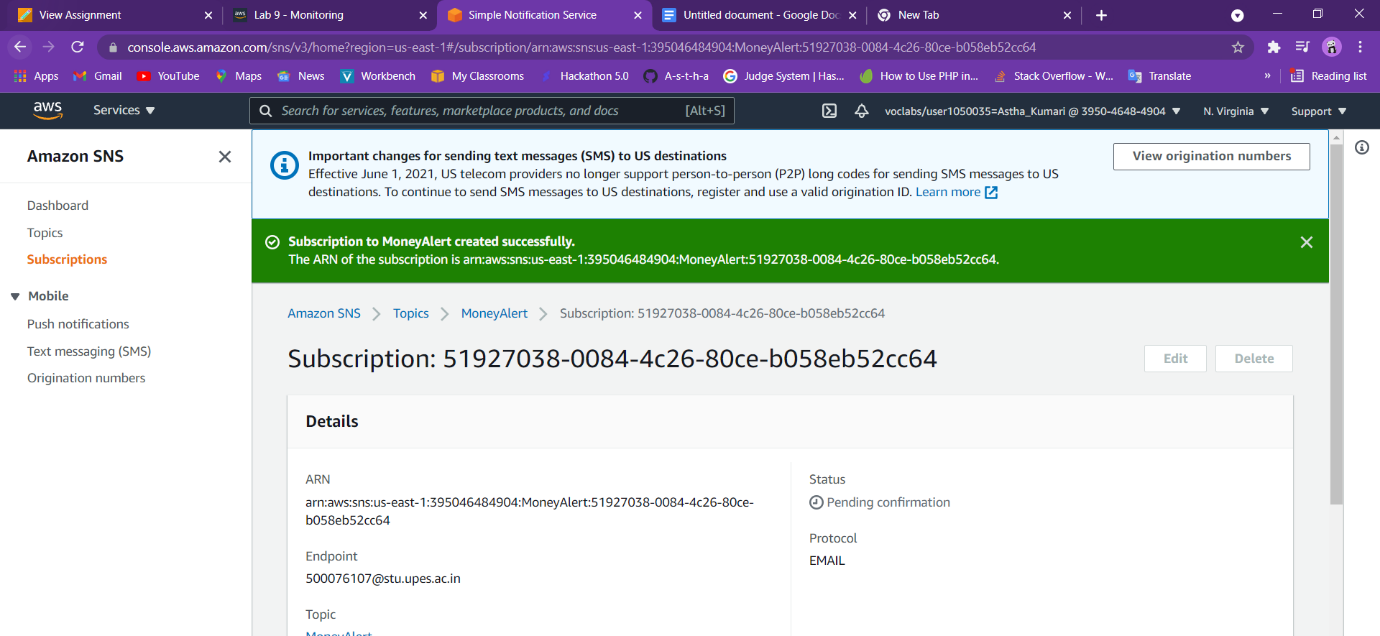 View Assignment
Lab 9 - Monitoring
Simple Notification Service
Untitled document - Google Doc
New Tab
console.aws.amazon.com/sns/v3/home?region=us-east-1#/subscription/arn:aws:sns:us-east-1:395046484904:MoneyAlert:51927038-0084-4c26-80ce-b058eb52cc64
Apps
Gmail
YouTube
Maps
News
Workbench
My Classrooms
Hackathon 5.0
A-s-t-h-a
Judge System | Has...
How to Use PHP in...
Stack Overflow - W...
Translate
»
Reading list
aws
Services
Search for services, features, marketplace products, and docs
[Alt+S]
voclabs/user1050035=Astha_Kumari @ 3950-4648-4904
N. Virginia
Support
Amazon SNS
Dashboard
Topics
Subscriptions
Mobile
Push notifications
Text messaging (SMS)
Origination numbers
Important changes for sending text messages (SMS) to US destinations
Effective June 1, 2021, US telecom providers no longer support person-to-person (P2P) long codes for sending SMS messages to US
destinations. To continue to send SMS messages to US destinations, register and use a valid origination ID. Learn more
View origination numbers
Subscription to MoneyAlert created successfully.
The ARN of the subscription is arn:aws:sns:us-east-1:395046484904:MoneyAlert:51927038-0084-4c26-80ce-b058eb52cc64.
Amazon SNS
Topics
MoneyAlert
Subscription: 51927038-0084-4c26-80ce-b058eb52cc64
Subscription: 51927038-0084-4c26-80ce-b058eb52cc64
Edit
Delete
Details
ARN
arn:aws:sns:us-east-1:395046484904:MoneyAlert:51927038-0084-4c26-80ce-
b058eb52cc64
Endpoint
500076107@stu.upes.ac.in
Topic
MoneyAlert
Status
Pending confirmation
Protocol
EMAIL